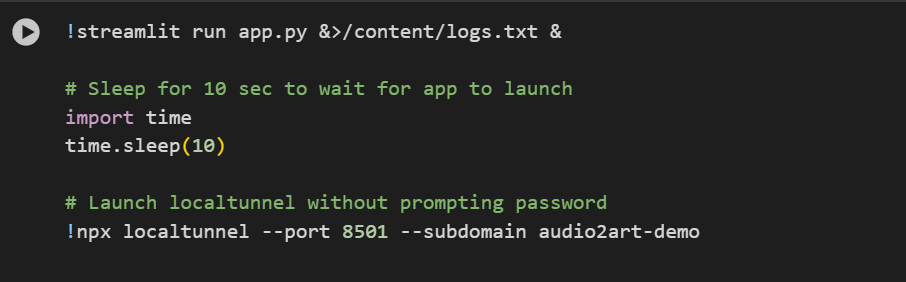 !streamlit run app.py &>/content/logs.txt &
# Sleep for 10 sec to wait for app to launch
import time
time.sleep(10)
# Launch localtunnel without prompting password
!npx localtunnel --port 8501 --subdomain audio2art-demo